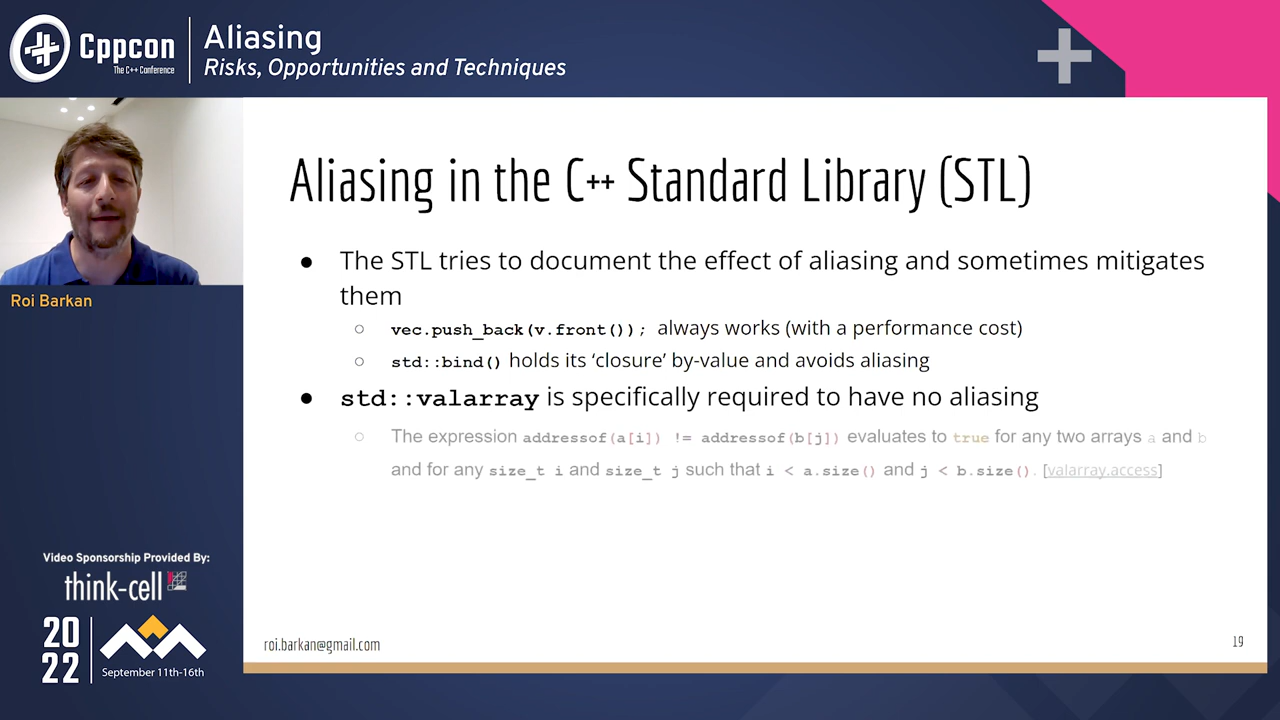 Cppcon
The C++ Conference
Aliasing
Risks, Opportunities and Techniques
Roi Barkan
Aliasing in the C++ Standard Library (STL)
● The STL tries to document the effect of aliasing and sometimes mitigates
them
○ vec.push_back(v.front()); always works (with a performance cost)
○ std::bind() holds its ‘closure’ by-value and avoids aliasing
● std::valarray is specifically required to have no aliasing
○ The expression addressof(a[i]) != addressof(b[j]) evaluates to true for any two arrays a and b
and for any size_t i and size_t j such that i < a.size() and j < b.size(). [valarray.access]
Video Sponsorship Provided By:
think-cell
20
22
September 11th-16th
roi.barkan@gmail.com
19